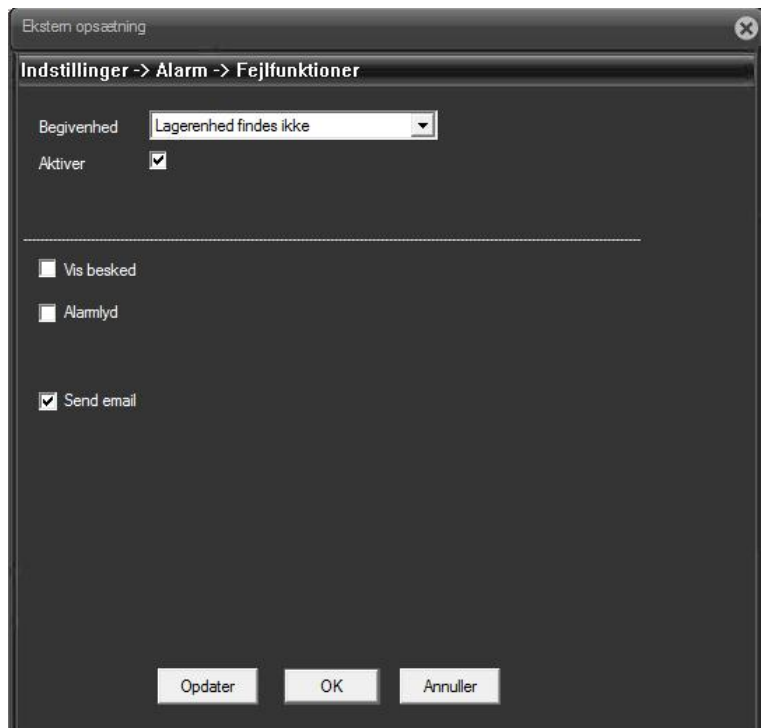 Ekstern opsætning
Indstillinger -> Alarm -> Fejlfunktioner
Begivenhed Lagerenhed findes ikke
Aktiver
Vis besked
Alarmlyd
Send email
Opdater OK Annuller